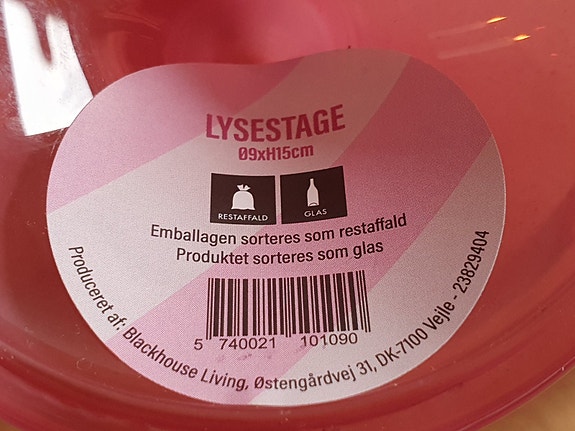 LYSESTAGE
Ø9xH15cm
RESTAFFALD
GLAS
Emballagen sorteres som restaffald
Produktet sorteres som glas
5 740021 101090
Produceret af: Blackhouse Living, Østengårdvej 31, DK-7100 Vejle - 23829404